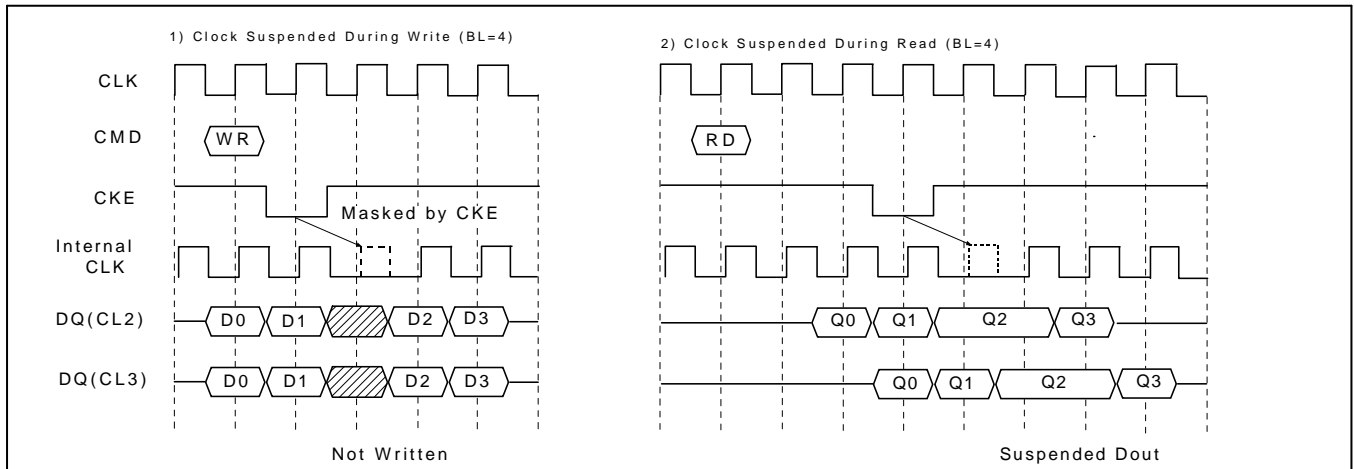 1) Clock Suspended During Write (BL=4)
2) Clock Suspended During Read (BL=4)
CLK
CMD
WR
RD
CKE
Masked by CKE
Internal
CLK
DQ(CL2)
D0
D1
D2
D3
Q0
Q1
Q2
Q3
DQ(CL3)
D0
D1
D2
D3
Q0
Q1
Q2
Q3
Not Written
Suspended Dout